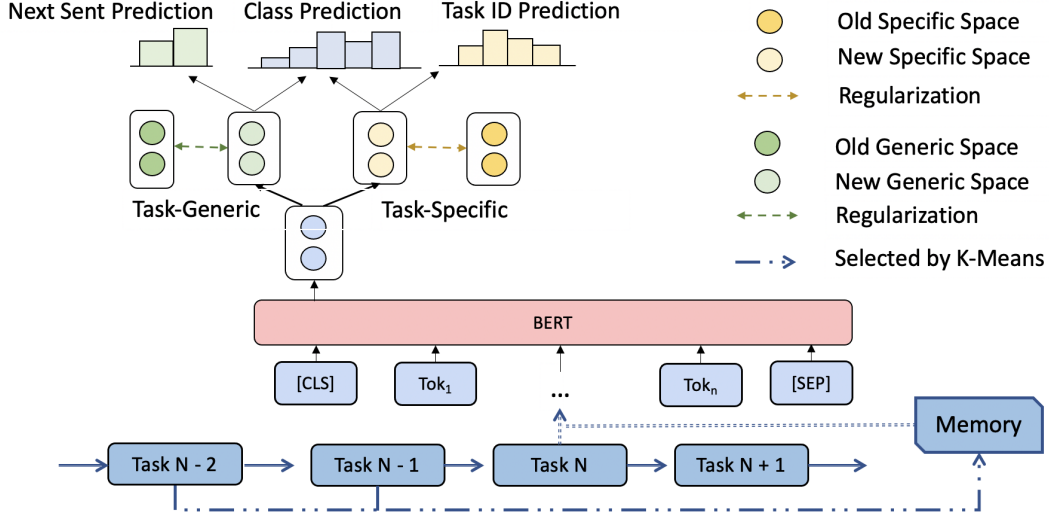 Next Sent Prediction
Class Prediction
Task ID Prediction
Old Specific Space
New Specific Space
Regularization
Old Generic Space
New Generic Space
Regularization
Selected by K-Means
Task-Generic
Task-Specific
BERT
[CLS]
Tok₁
...
Tokₙ
[SEP]
Memory
Task N - 2
Task N - 1
Task N
Task N + 1